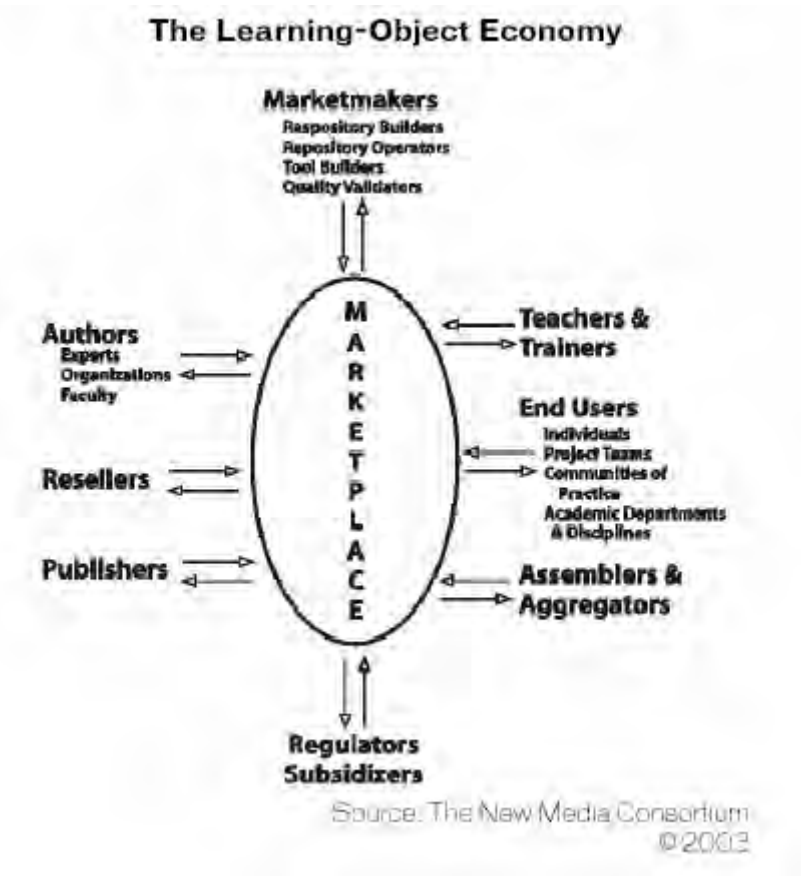 The Learning-Object Economy
Marketmakers
Raspository Builders
Repository Operators
Tool Builders
Quality Validators
MARKETPLACE
Authors
Experts
Organizations
Faculty
Resellers
Publishers
Teachers &
Trainers
End Users
Individuals
Project Teams
Communities of
Practice
Academic Departments
& Disciplines
Assemblers &
Aggregators
Regulators
Subsidizers
Source: The New Media Consortium
© 2003